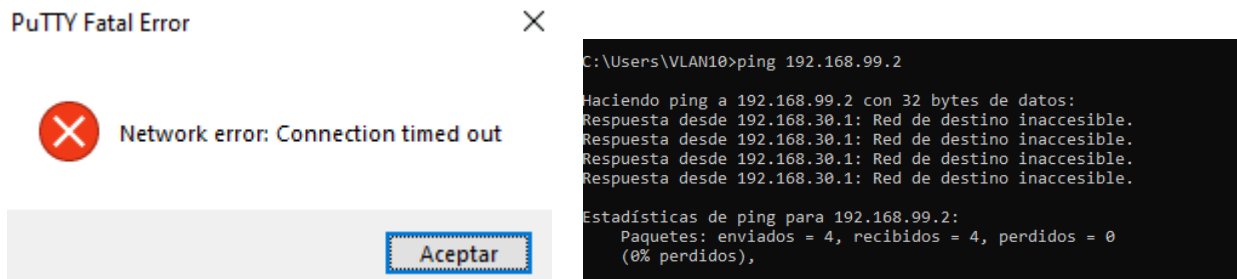 PuTTY Fatal Error
Network error: Connection timed out
Aceptar
C:\Users\VLAN10>ping 192.168.99.2
Haciendo ping a 192.168.99.2 con 32 bytes de datos:
Respuesta desde 192.168.30.1: Red de destino inaccesible.
Respuesta desde 192.168.30.1: Red de destino inaccesible.
Respuesta desde 192.168.30.1: Red de destino inaccesible.
Respuesta desde 192.168.30.1: Red de destino inaccesible.
Estadísticas de ping para 192.168.99.2:
Paquetes: enviados = 4, recibidos = 4, perdidos = 0
(0% perdidos),